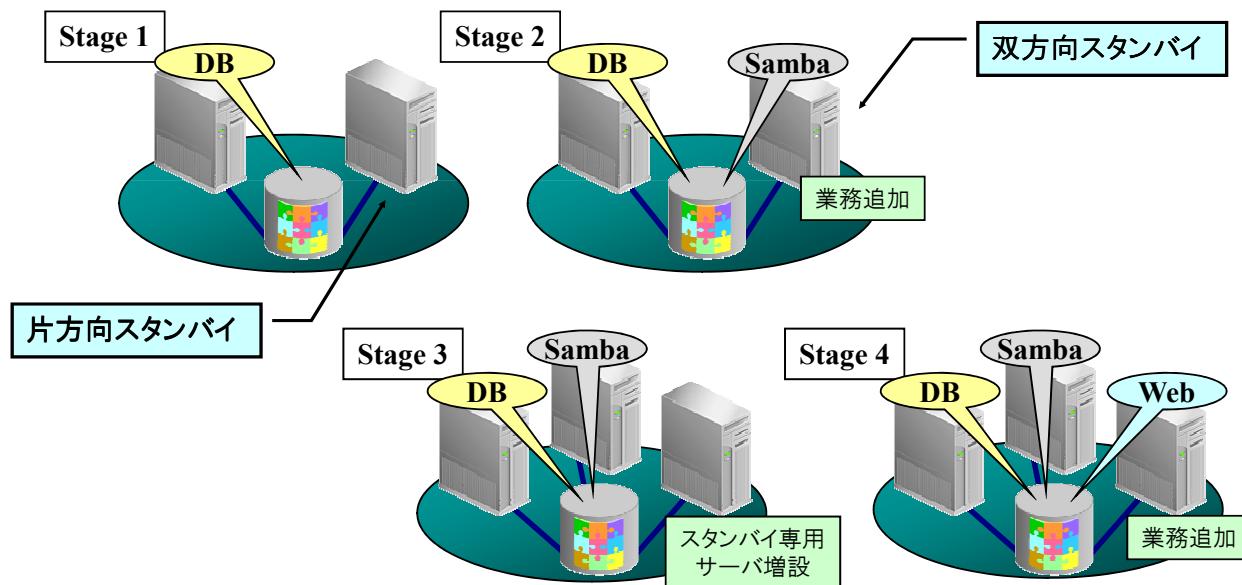 Stage 1
DB
Stage 2
DB
Samba
双方向スタンバイ
業務追加
片方向スタンバイ
Stage 3
Samba
DB
スタンバイ専用
サーバ増設
Stage 4
Samba
DB
Web
業務追加